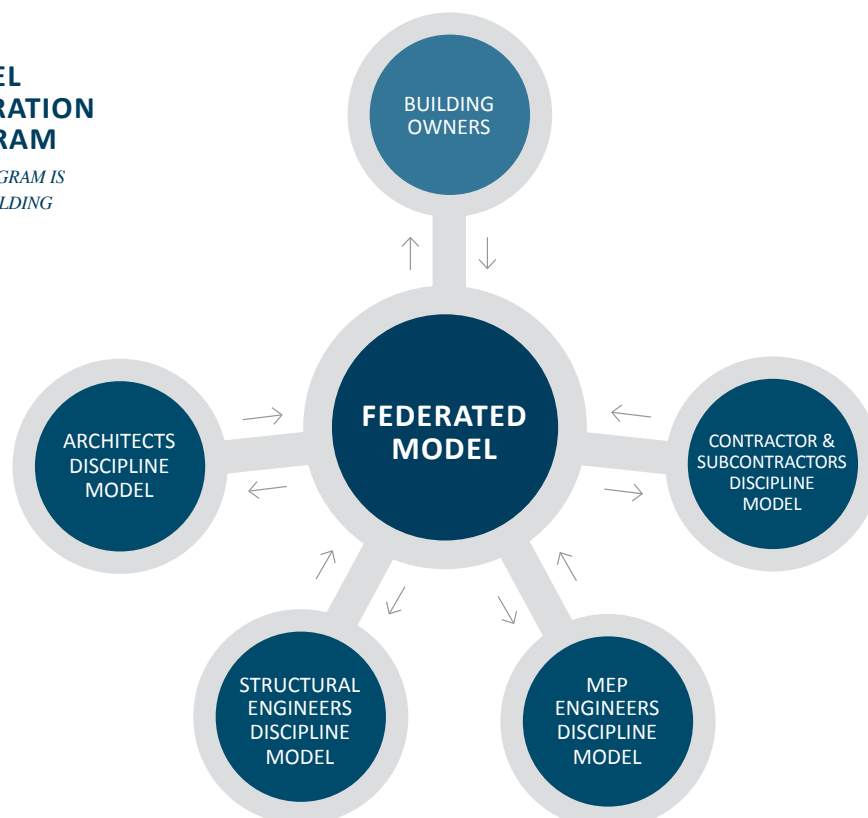 EL
RATION
RAM
GRAM IS
LDING
BUILDING
OWNERS
FEDERATED
MODEL
ARCHITECTS
DISCIPLINE
MODEL
CONTRACTOR &
SUBCONTRACTORS
DISCIPLINE
MODEL
STRUCTURAL
ENGINEERS
DISCIPLINE
MODEL
MEP
ENGINEERS
DISCIPLINE
MODEL